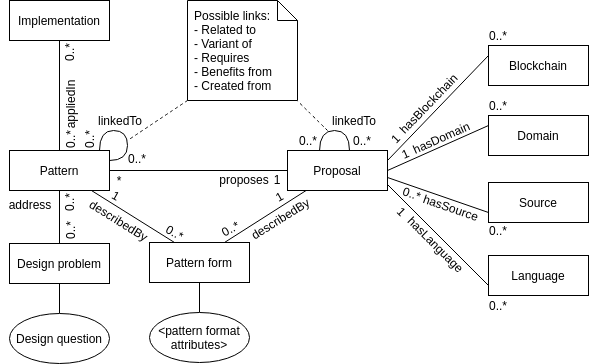 Implementation
0..*
appliedIn
0..*
Possible links:
- Related to
- Variant of
- Requires
- Benefits from
- Created from
0..*
Blockchain
linkedTo
0..*
0..*
linkedTo
0..*
0..*
1 hasBlockchain
0..*
Domain
1 hasDomain
Pattern
*
proposes 1
Proposal
0..* hasSource
Source
0..*
address
0..*
0..*
1
describedBy
0..*
1
describedBy
0..*
1 hasLanguage
Design problem
Pattern form
Language
0..*
Design question
<pattern format
attributes>